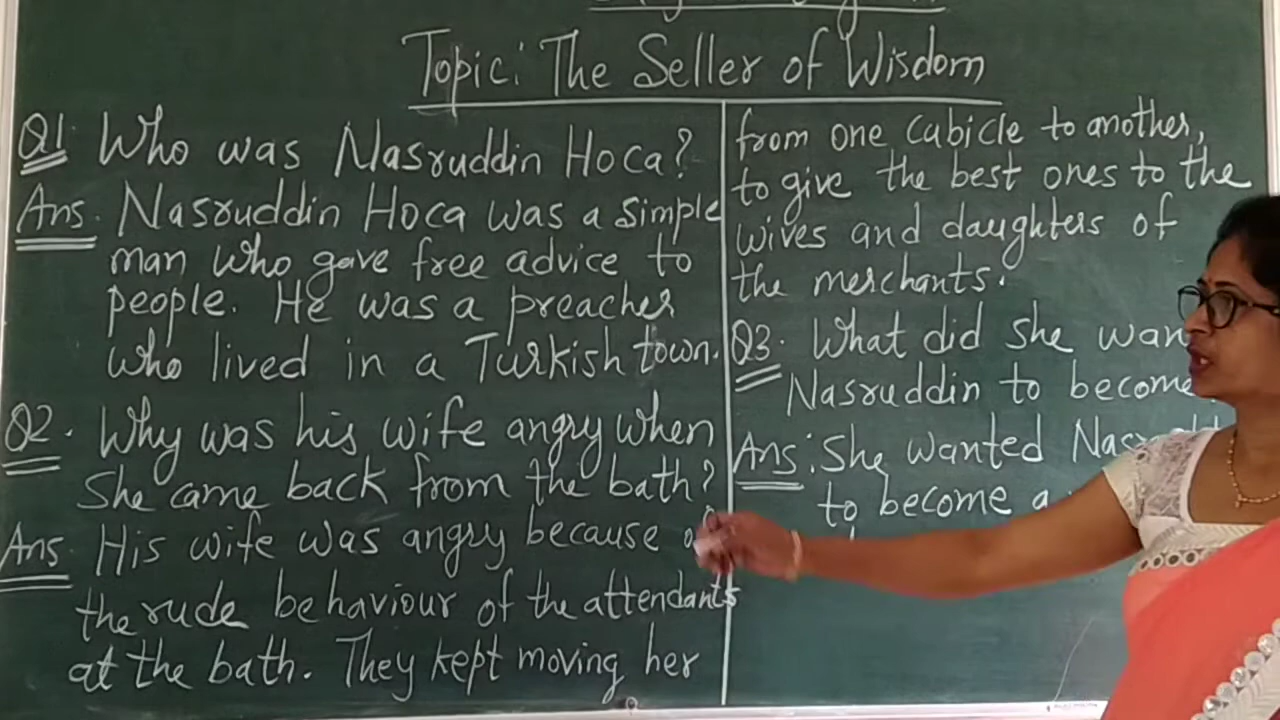 Topic: The Seller of Wisdom
Q1. Who was Nasruddin Hoca?
Ans. Nasruddin Hoca was a simple
man who gave free advice to
people. He was a preacher
who lived in a Turkish town.
Q2. Why was his wife angry when
she came back from the bath?
Ans. His wife was angry because
the rude behaviour of the attendants
at the bath. They kept moving her
from one cubicle to another,
to give the best ones to the
wives and daughters of
the merchants.
Q3. What did she
Nasruddin to become?
Ans: She wanted
to become a